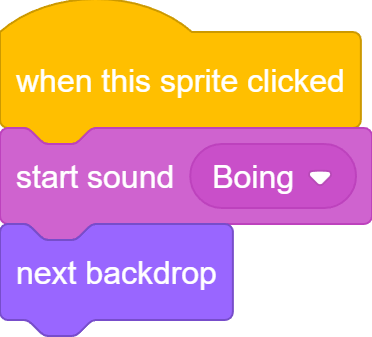 when this sprite clicked
start sound Boing
next backdrop